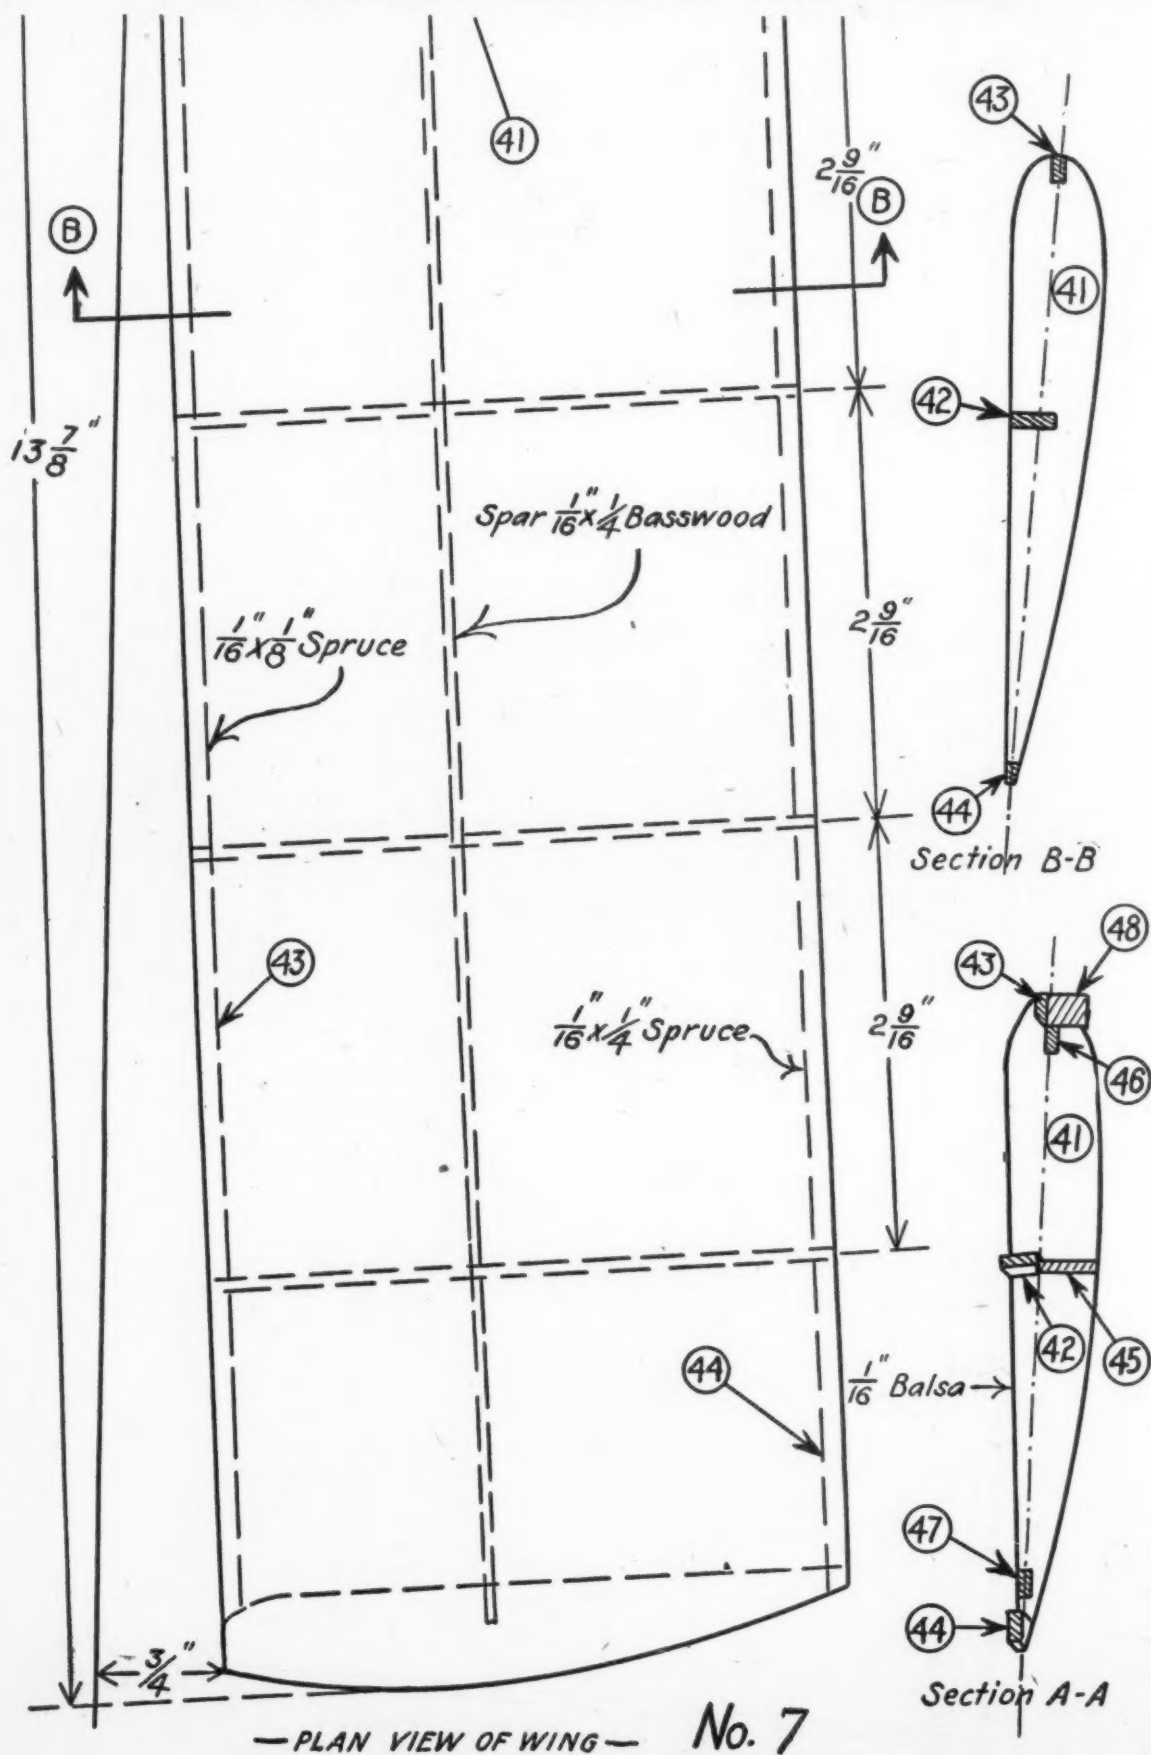 43
41
2 9/16"
B
B
41
42
13 7/8"
Spar 1/16" x 1/4 Basswood
1/16" x 1/8" Spruce
2 9/16"
44
Section B-B
48
43
43
1/16" x 1/4" Spruce
2 9/16"
46
41
42
45
44
1/16" Balsa
47
44
3/4"
Section A-A
—PLAN VIEW OF WING— No. 7